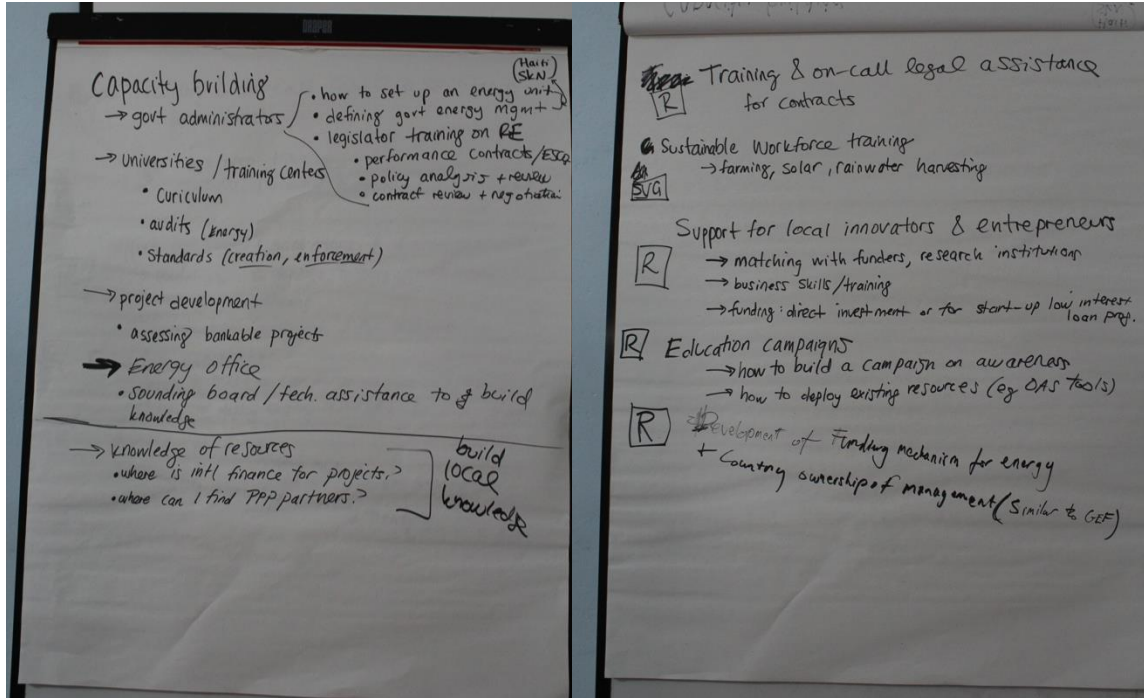 Capacity building
(Haiti
SKN)
→ govt administrators
• how to set up an energy unit
• defining govt energy mgmt
• legislator training on RE
• performance contracts/ESCO
• policy analysis + review
• contract review + negotiation
→ Universities / training centers
• Curiculum
• audits (energy)
• Standards (creation, enforcement)
→ project development
• assessing bankable projects
→ Energy office
• sounding board / tech. assistance to build
knowledge
→ knowledge of resources
• where is intl finance for projects?
• where can I find PPP partners?
build
local
knowledge
Training & on-call legal assistance
R
for contracts
Sustainable workforce training
→ farming, solar, rainwater harvesting
SVG
Support for local innovators & entrepreneurs
R
→ matching with funders, research institutions
→ business skills/training
→ funding: direct investment or for start-up low interest
loan prog.
R Education campaigns
→ how to build a campaign on awareness
→ how to deploy existing resources (eg OAS tools)
R
Development of Funding mechanism for energy
+ Country ownership of management (Similar to GEF)